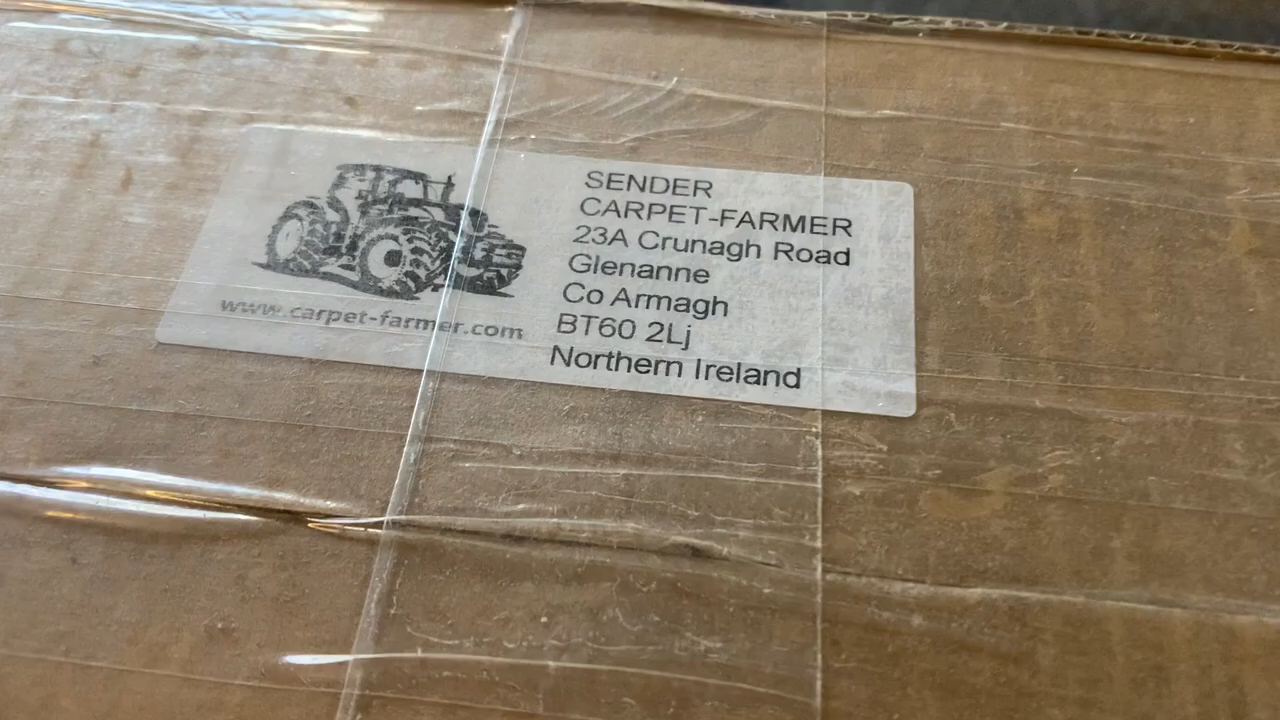 SENDER
CARPET-FARMER
23A Crunagh Road
Glenanne
Co Armagh
BT60 2Lj
Northern Ireland
www.carpet-farmer.com